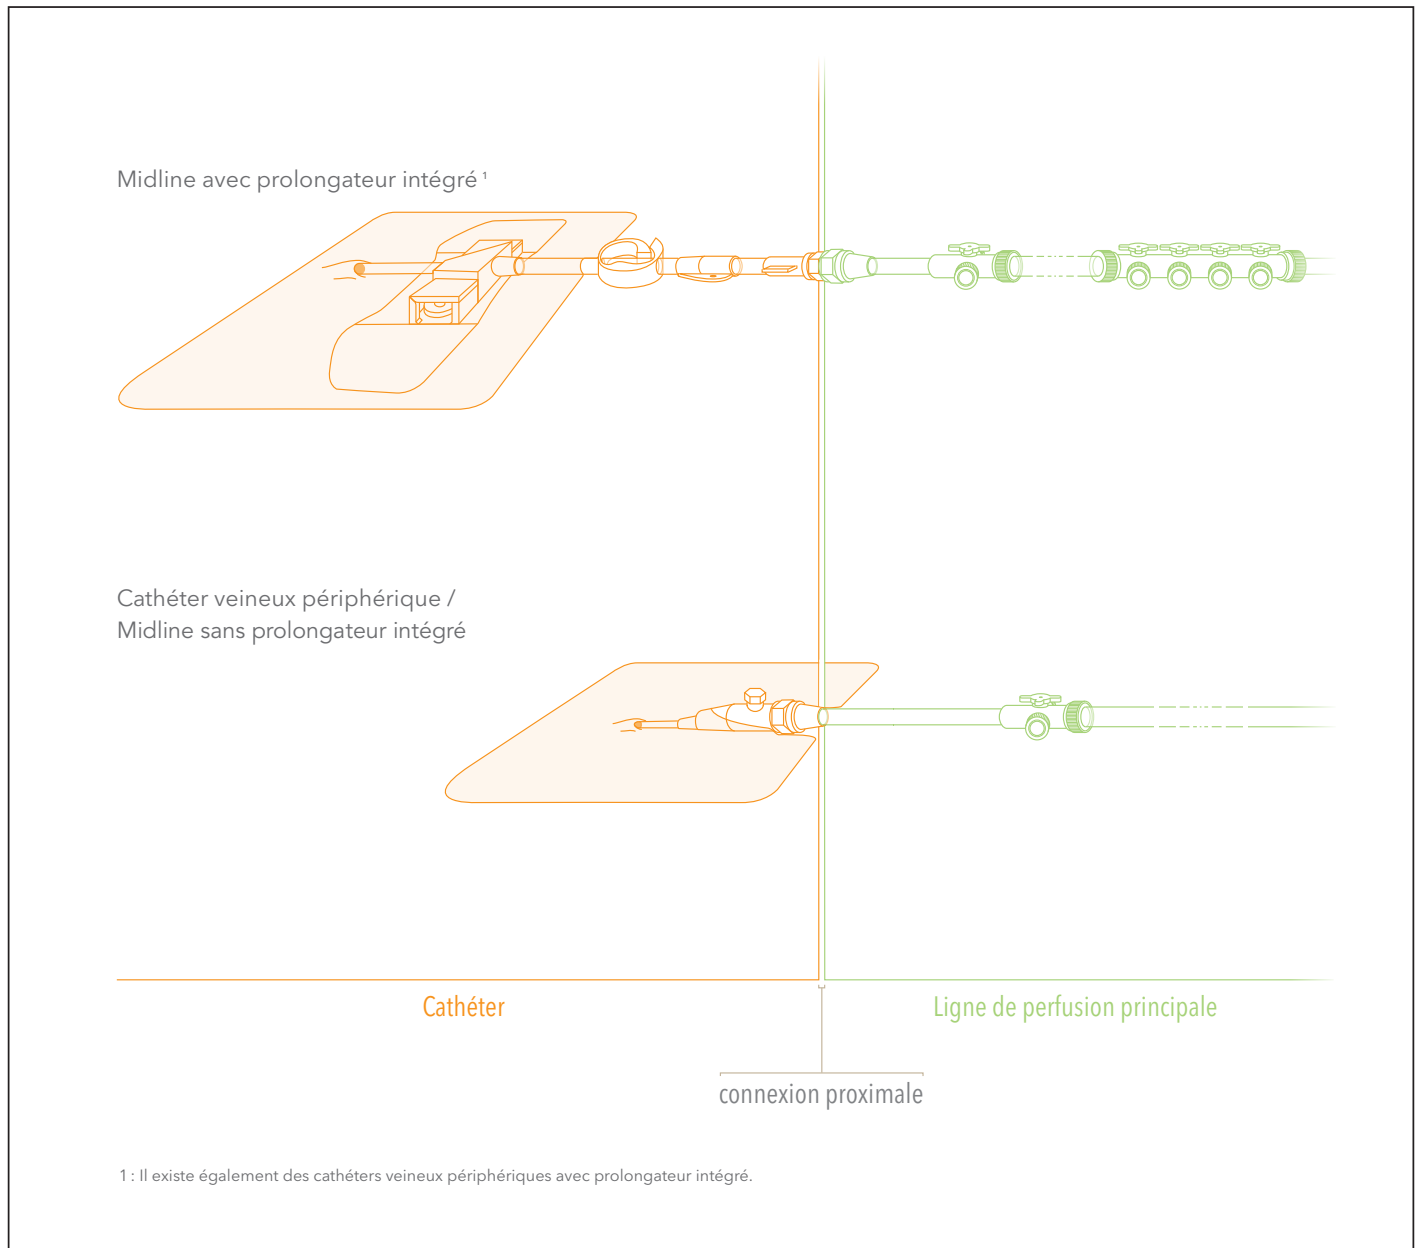 Midline avec prolongateur intégré ¹
Cathéter veineux périphérique /
Midline sans prolongateur intégré
Cathéter
Ligne de perfusion principale
connexion proximale
1 : Il existe également des cathéters veineux périphériques avec prolongateur intégré.